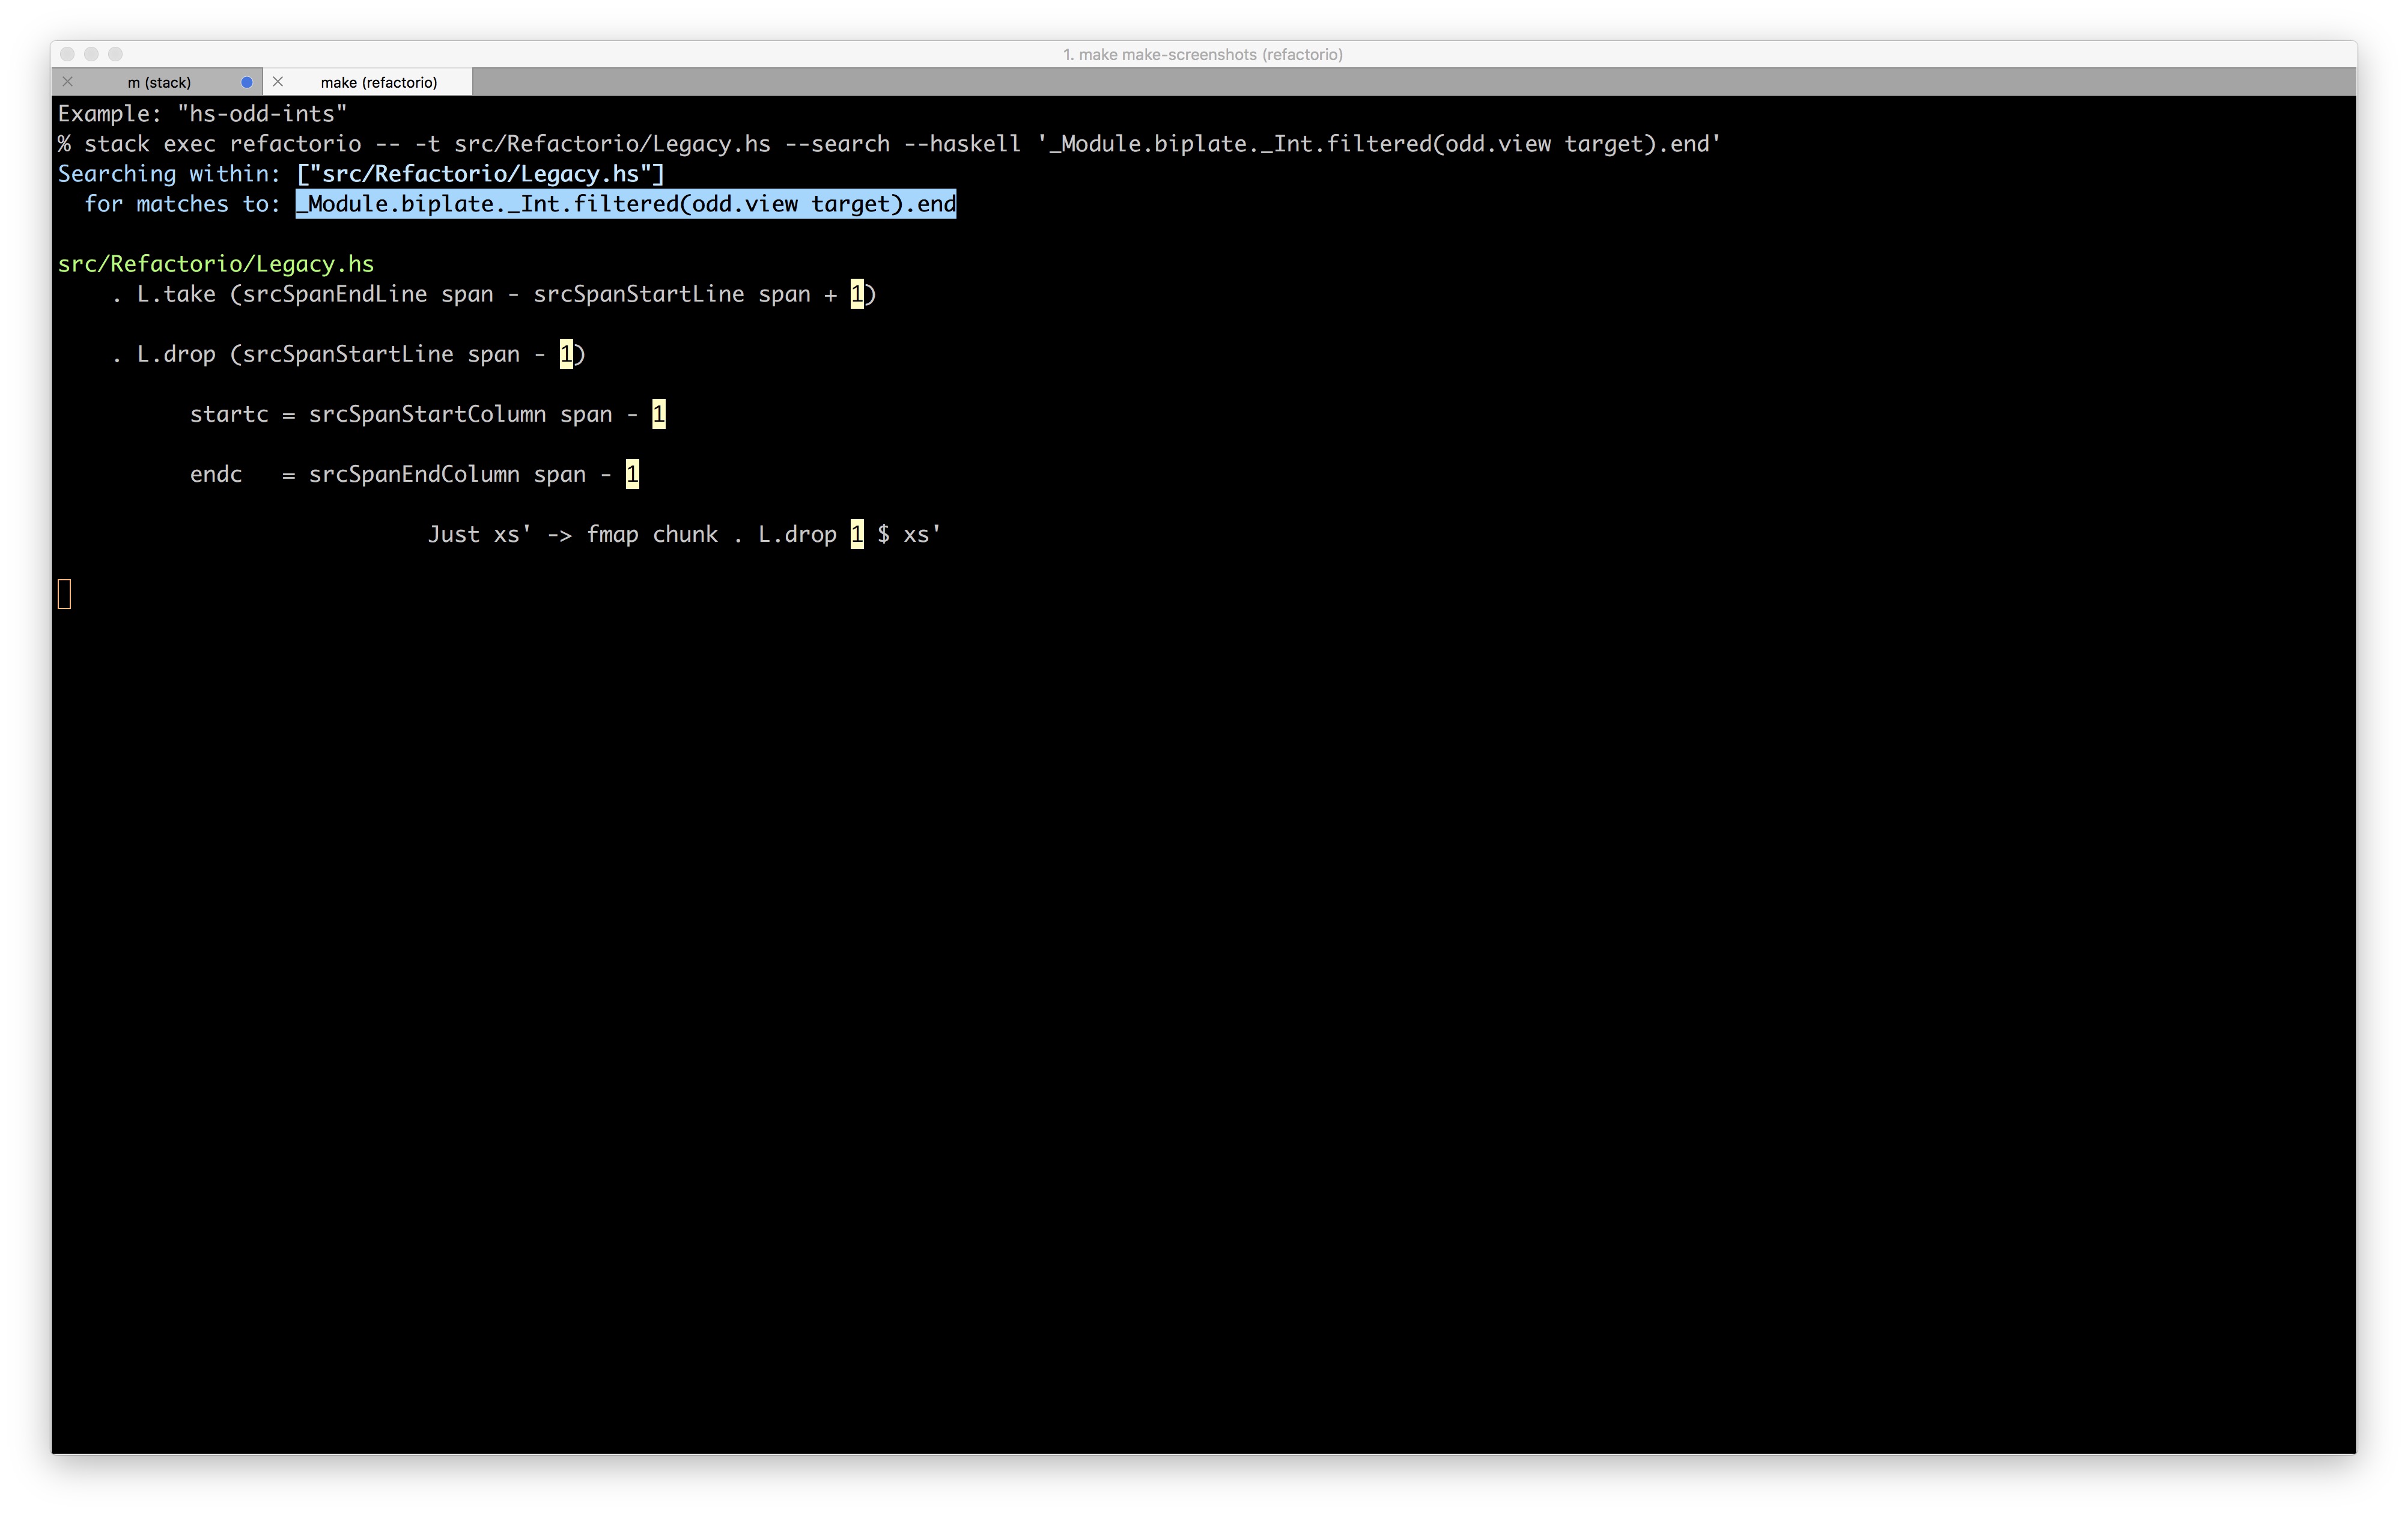 1. make make-screenshots (refactorio)
m (stack) make (refactorio)
Example: "hs-odd-ints"
% stack exec refactorio -- -t src/Refactorio/Legacy.hs --search --haskell '_Module.biplate._Int.filtered(odd.view target).end'
Searching within: ["src/Refactorio/Legacy.hs"]
  for matches to: _Module.biplate._Int.filtered(odd.view target).end
src/Refactorio/Legacy.hs
    . L.take (srcSpanEndLine span - srcSpanStartLine span + 1)
    . L.drop (srcSpanStartLine span - 1)
          startc = srcSpanStartColumn span - 1
          endc   = srcSpanEndColumn span - 1
                            Just xs' -> fmap chunk . L.drop 1 $ xs'